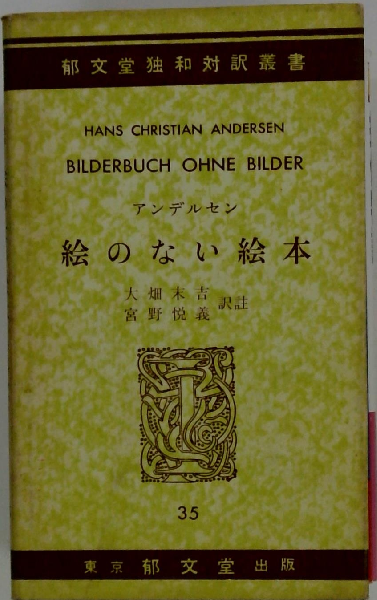 郁文堂独和対訳叢書
HANS CHRISTIAN ANDERSEN
BILDERBUCH OHNE BILDER
アンデルセン
絵のない絵本
大畑末吉
宮野悦義
訳註
35
東京 郁文堂 出版